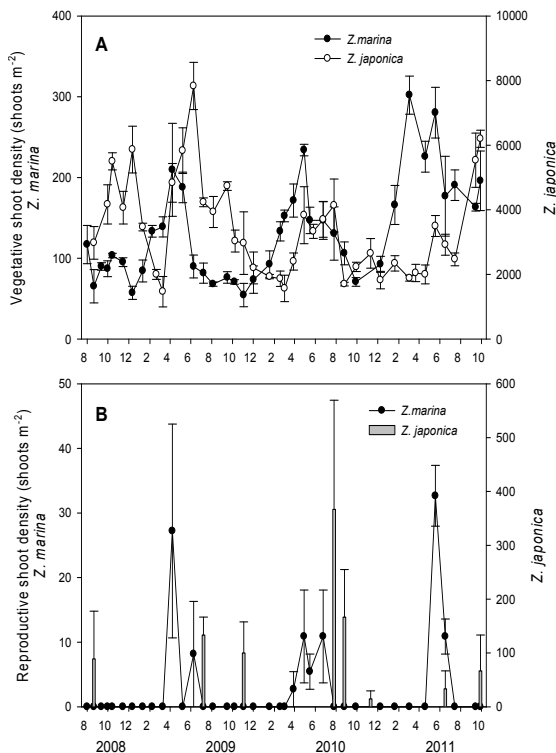 400
300
200
100
0
Vegetative shoot density (shoots m⁻²)
Z. marina
A
Z.marina
Z. japonica
10000
8000
6000
4000
2000
0
Z. japonica
8 10 12 2 4 6 8 10 12 2 4 6 8 10 12 2 4 6 8 10
50
40
30
20
10
0
Reproductive shoot density (shoots m⁻²)
Z. marina
B
Z.marina
Z. japonica
600
500
400
300
200
100
0
Z. japonica
8 10 12 2 4 6 8 10 12 2 4 6 8 10 12 2 4 6 8 10
2008 2009 2010 2011